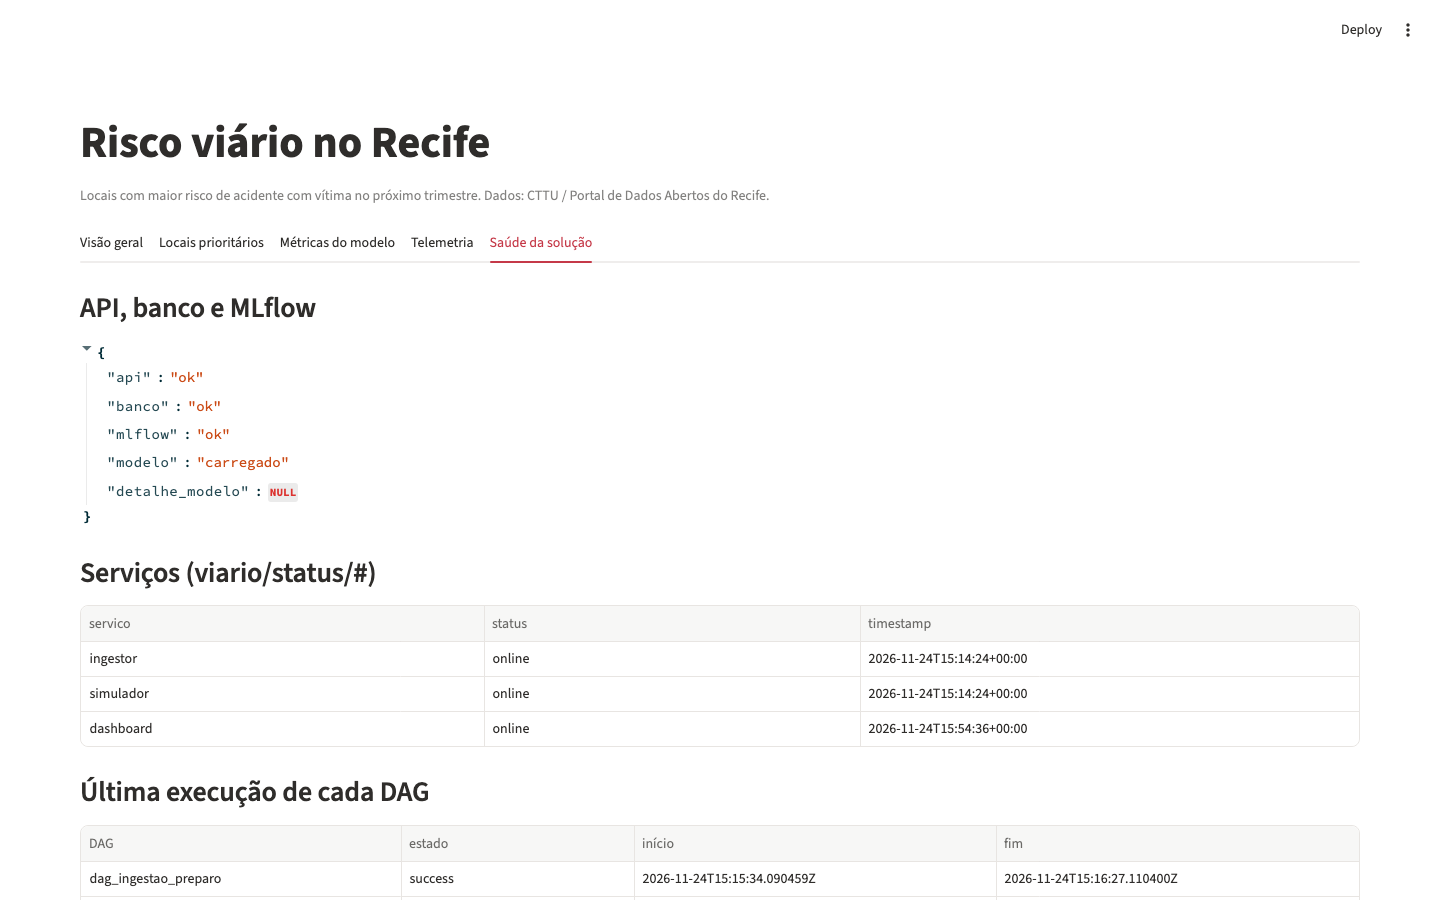 Deploy
Risco viário no Recife
Locais com maior risco de acidente com vítima no próximo trimestre. Dados: CTTU / Portal de Dados Abertos do Recife.
Visão geral Locais prioritários Métricas do modelo Telemetria Saúde da solução
API, banco e MLflow
{
"api" : "ok"
"banco" : "ok"
"mlflow" : "ok"
"modelo" : "carregado"
"detalhe_modelo" : NULL
}
Serviços (viario/status/#)
servico status timestamp
ingestor online 2026-11-24T15:14:24+00:00
simulador online 2026-11-24T15:14:24+00:00
dashboard online 2026-11-24T15:54:36+00:00
Última execução de cada DAG
DAG estado início fim
dag_ingestao_preparo success 2026-11-24T15:15:34.090459Z 2026-11-24T15:16:27.110400Z